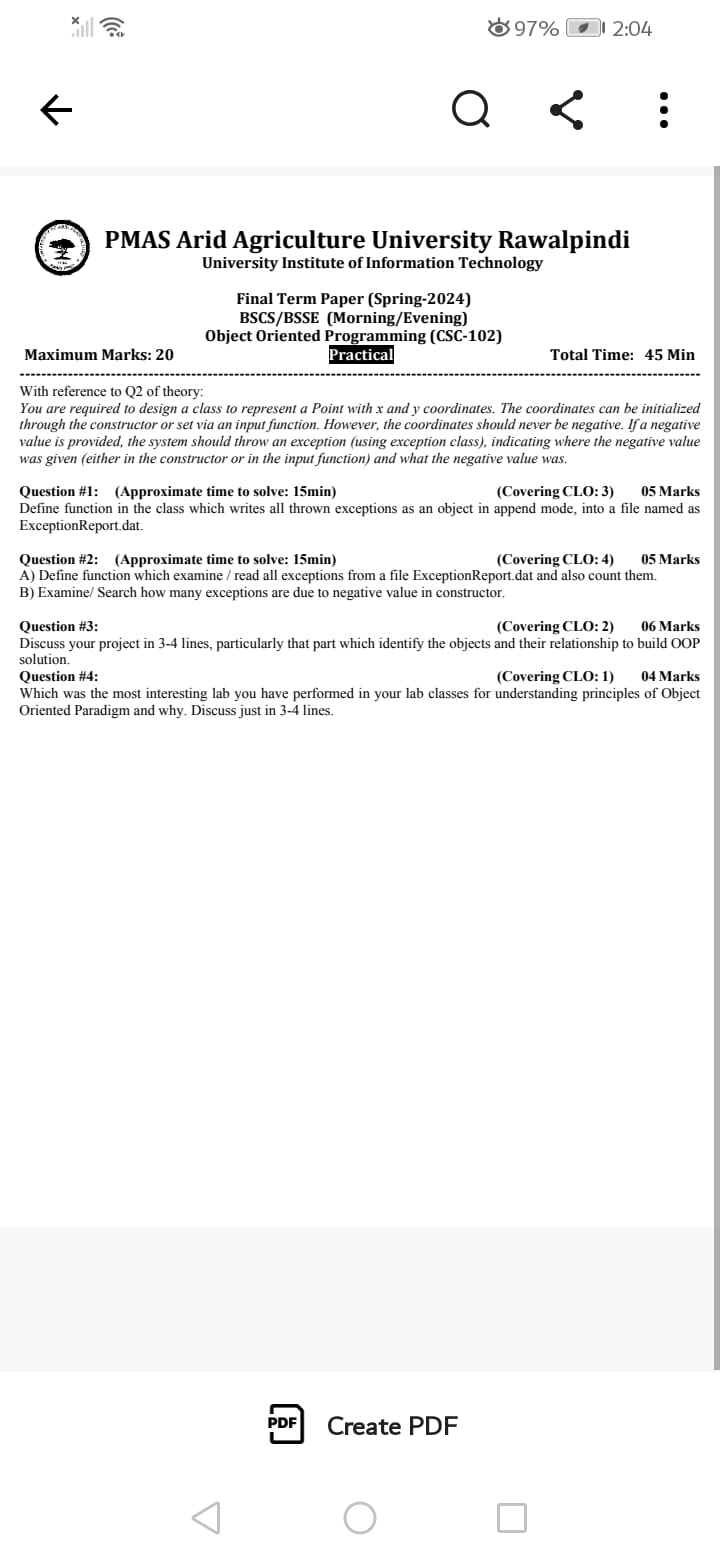 97% 2:04
PMAS Arid Agriculture University Rawalpindi
University Institute of Information Technology
Final Term Paper (Spring-2024)
BSCS/BSSE (Morning/Evening)
Object Oriented Programming (CSC-102)
Maximum Marks: 20 Practical Total Time: 45 Min
With reference to Q2 of theory:
You are required to design a class to represent a Point with x and y coordinates. The coordinates can be initialized
through the constructor or set via an input function. However, the coordinates should never be negative. If a negative
value is provided, the system should throw an exception (using exception class), indicating where the negative value
was given (either in the constructor or in the input function) and what the negative value was.
Question #1: (Approximate time to solve: 15min) (Covering CLO: 3) 05 Marks
Define function in the class which writes all thrown exceptions as an object in append mode, into a file named as
ExceptionReport.dat.
Question #2: (Approximate time to solve: 15min) (Covering CLO: 4) 05 Marks
A) Define function which examine / read all exceptions from a file ExceptionReport.dat and also count them.
B) Examine/ Search how many exceptions are due to negative value in constructor.
Question #3: (Covering CLO: 2) 06 Marks
Discuss your project in 3-4 lines, particularly that part which identify the objects and their relationship to build OOP
solution.
Question #4: (Covering CLO: 1) 04 Marks
Which was the most interesting lab you have performed in your lab classes for understanding principles of Object
Oriented Paradigm and why. Discuss just in 3-4 lines.
PDF Create PDF